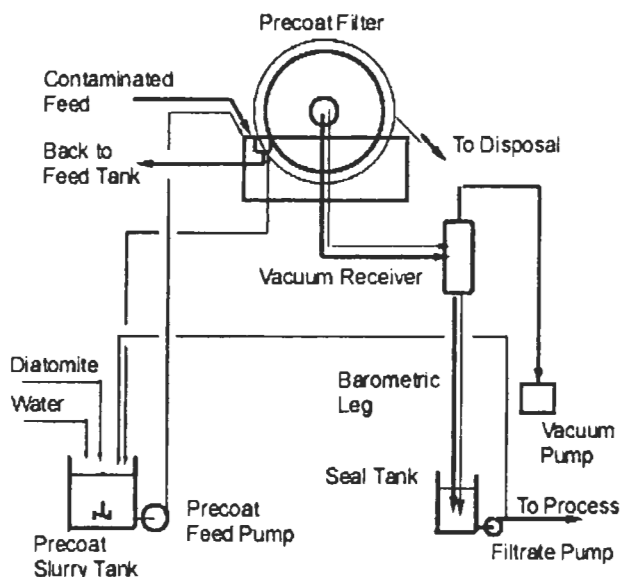 Precoat Filter
Contaminated
Feed
Back to
Feed Tank
To Disposal
Vacuum Receiver
Diatomite
Water
Barometric
Leg
Vacuum
Pump
Seal Tank
Precoat
Feed Pump
To Process
Precoat
Slurry Tank
Filtrate Pump